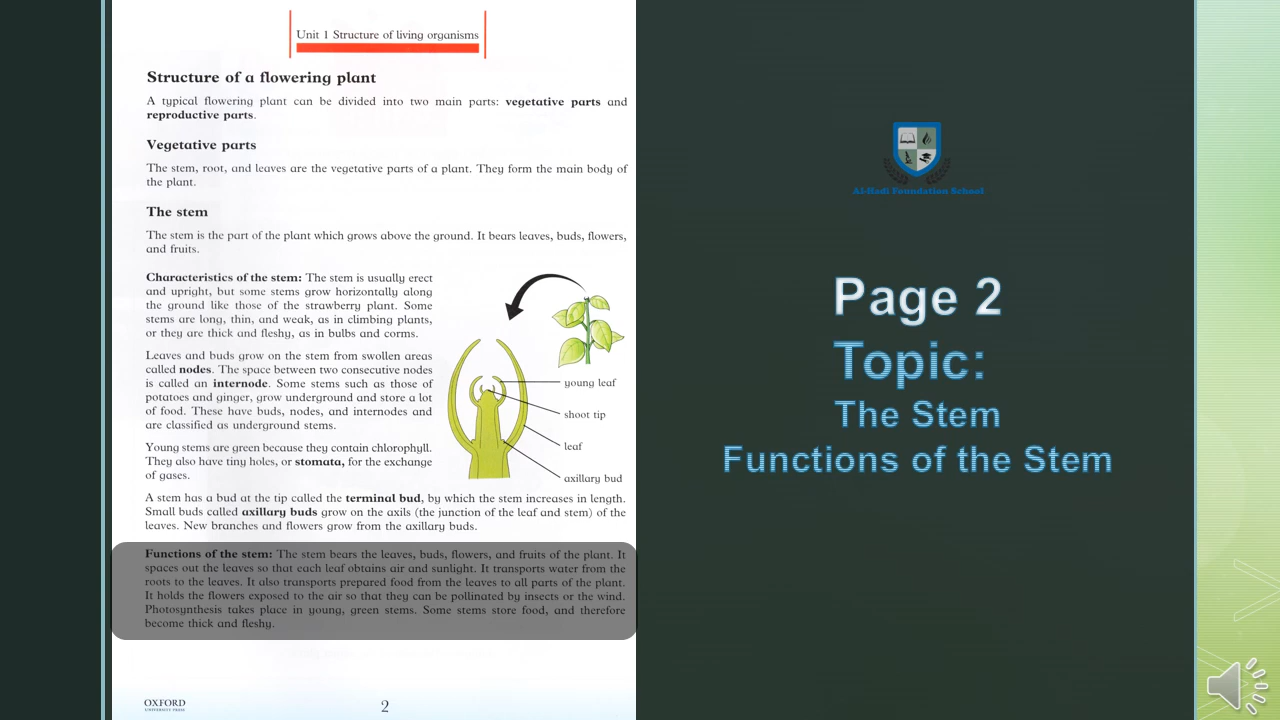 Unit 1 Structure of living organisms
Structure of a flowering plant
A typical flowering plant can be divided into two main parts: vegetative parts and
reproductive parts.
Vegetative parts
The stem, root, and leaves are the vegetative parts of a plant. They form the main body of
the plant.
The stem
The stem is the part of the plant which grows above the ground. It bears leaves, buds, flowers,
and fruits.
Characteristics of the stem: The stem is usually erect
and upright, but some stems grow horizontally along
the ground like those of the strawberry plant. Some
stems are long, thin, and weak, as in climbing plants,
or they are thick and fleshy, as in bulbs and corms.
Leaves and buds grow on the stem from swollen areas
called nodes. The space between two consecutive nodes
is called an internode. Some stems such as those of
potatoes and ginger, grow underground and store a lot
of food. These have buds, nodes, and internodes and
are classified as underground stems.
Young stems are green because they contain chlorophyll.
They also have tiny holes, or stomata, for the exchange
of gases.
young leaf
shoot tip
leaf
axillary bud
A stem has a bud at the tip called the terminal bud, by which the stem increases in length.
Small buds called axillary buds grow on the axils (the junction of the leaf and stem) of the
leaves. New branches and flowers grow from the axillary buds.
Functions of the stem: The stem bears the leaves, buds, flowers, and fruits of the plant. It
spaces out the leaves so that each leaf obtains air and sunlight. It transports water from the
roots to the leaves. It also transports prepared food from the leaves to all parts of the plant.
It holds the flowers exposed to the air so that they can be pollinated by insects or the wind.
Photosynthesis takes place in young, green stems. Some stems store food, and therefore
become thick and fleshy.
OXFORD
UNIVERSITY PRESS
2
Al-Hadi Foundation School
Page 2
Topic:
The Stem
Functions of the Stem